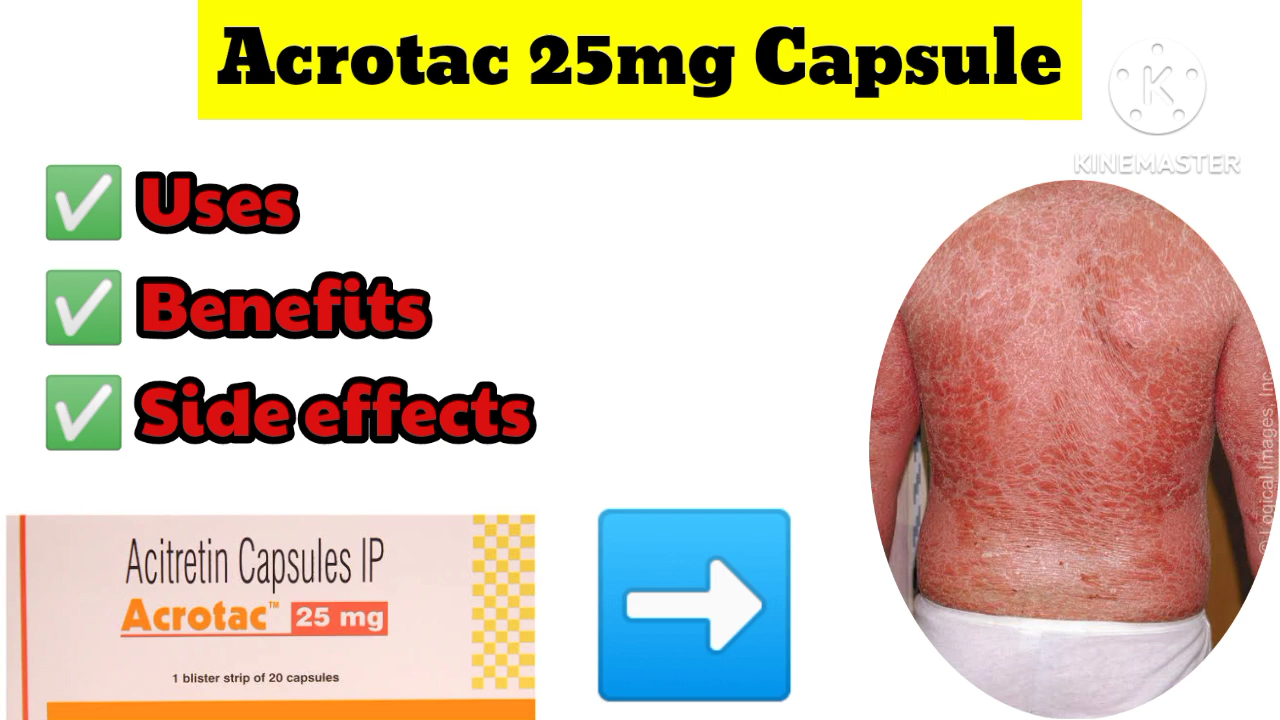 Acrotac 25mg Capsule
K
KINEMASTER
✅ Uses
✅ Benefits
✅ Side effects
Acitretin Capsules IP
Acrotac™ 25 mg
1 blister strip of 20 capsules
© Logical Images, Inc.